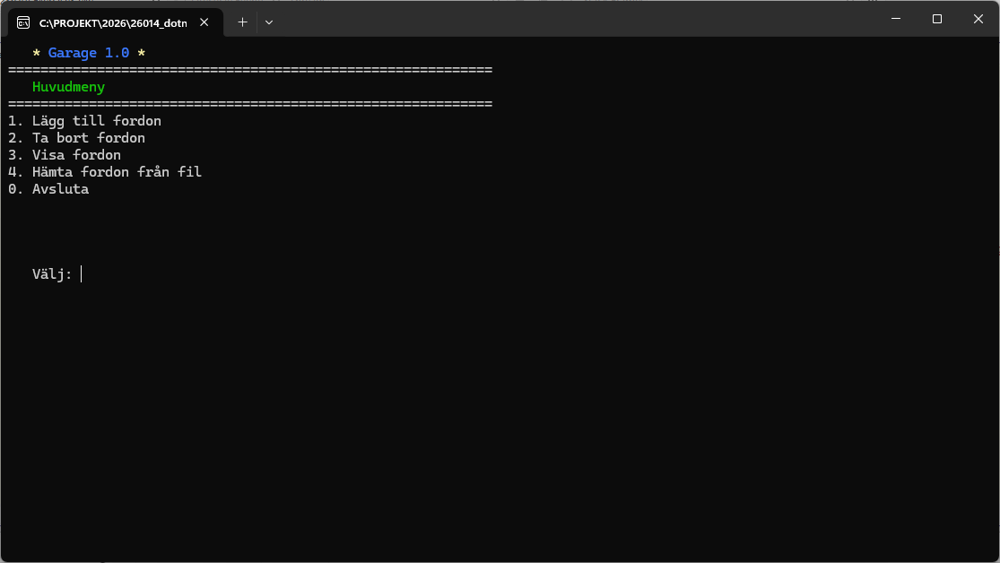 C:\PROJEKT\2026\26014_dotn
* Garage 1.0 *
============================================================
Huvudmeny
============================================================
1. Lägg till fordon
2. Ta bort fordon
3. Visa fordon
4. Hämta fordon från fil
0. Avsluta
Välj: